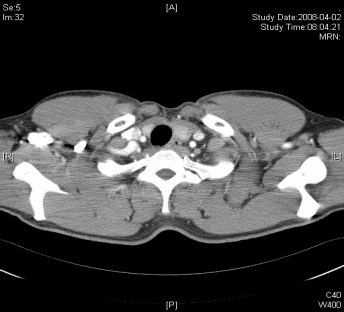 Se:5
Im:32
[A]
Study Date:2008-04-02
Study Time:08:04:21
MRN:
[R]
[L]
[P]
C40
W400